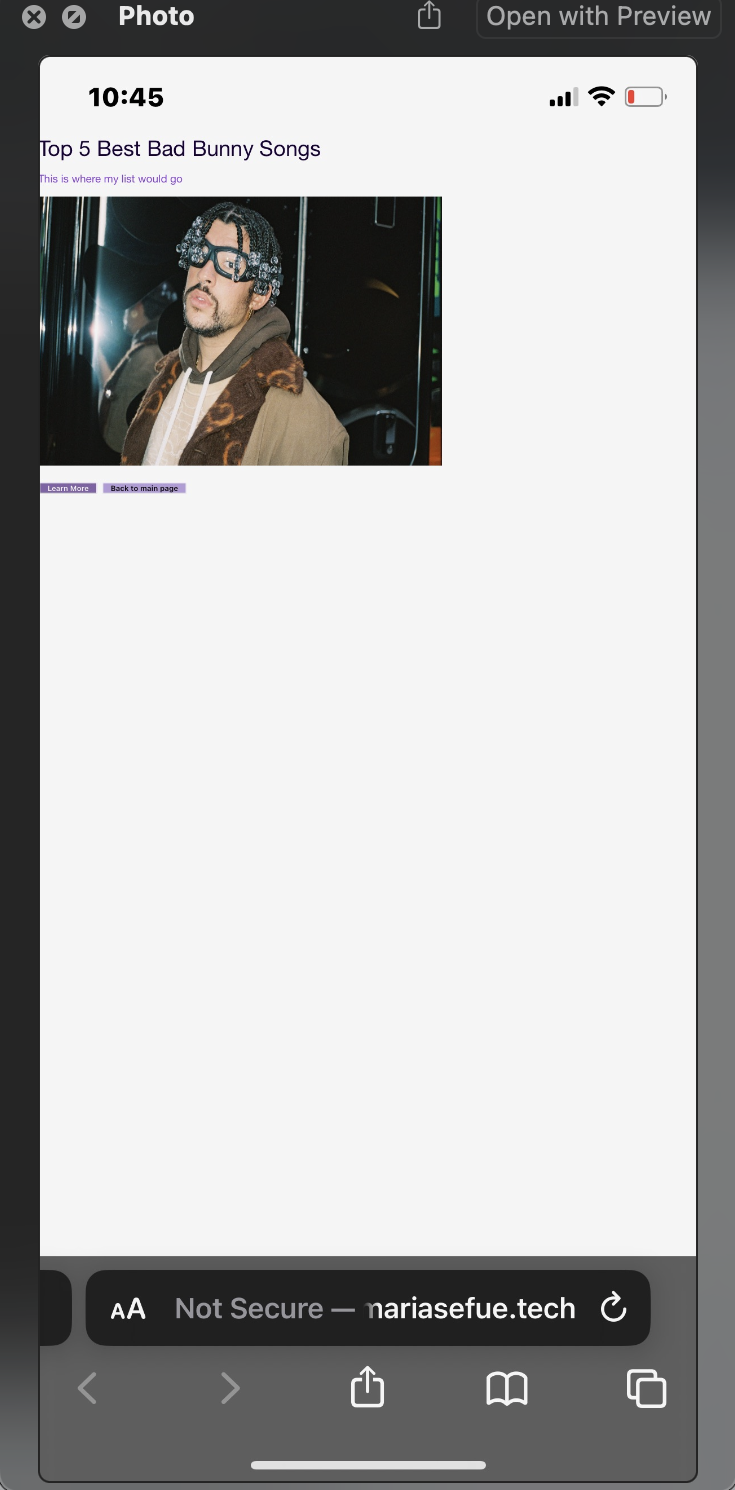 Photo
Open with Preview
10:45
Top 5 Best Bad Bunny Songs
This is where my list would go
Learn More
Back to main page
AA
Not Secure — mariasefue.tech